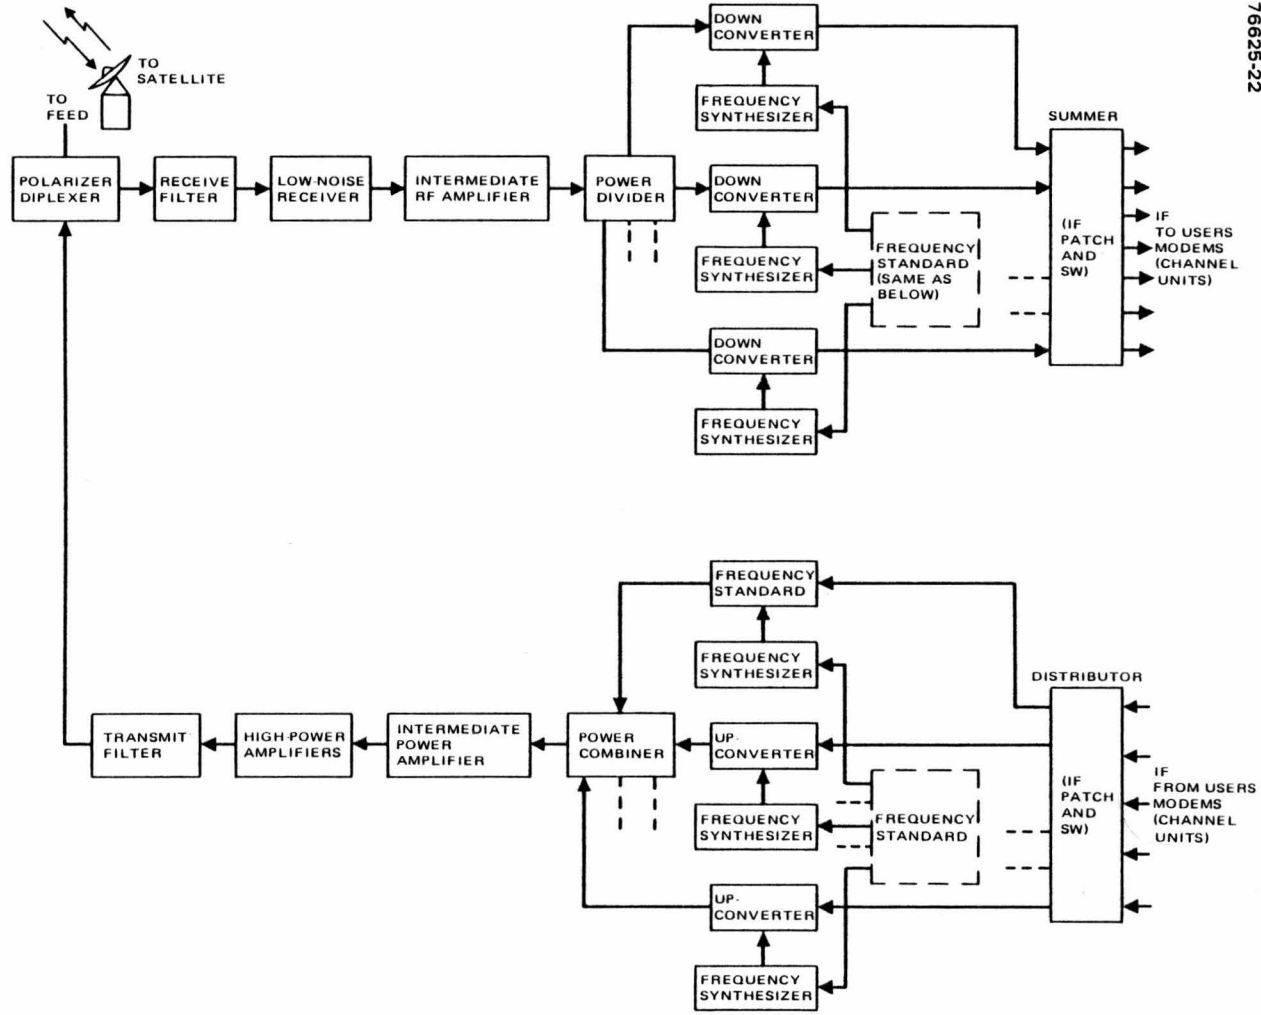 76625-22
TO
SATELLITE
TO
FEED
POLARIZER
DIPLEXER
RECEIVE
FILTER
LOW-NOISE
RECEIVER
INTERMEDIATE
RF AMPLIFIER
POWER
DIVIDER
DOWN
CONVERTER
FREQUENCY
SYNTHESIZER
DOWN
CONVERTER
FREQUENCY
SYNTHESIZER
DOWN
CONVERTER
FREQUENCY
SYNTHESIZER
FREQUENCY
STANDARD
(SAME AS
BELOW)
SUMMER
(IF
PATCH
AND
SW)
IF
TO USERS
MODEMS
(CHANNEL
UNITS)
FREQUENCY
STANDARD
FREQUENCY
SYNTHESIZER
UP-
CONVERTER
FREQUENCY
SYNTHESIZER
UP-
CONVERTER
FREQUENCY
SYNTHESIZER
FREQUENCY
STANDARD
DISTRIBUTOR
(IF
PATCH
AND
SW)
IF
FROM USERS
MODEMS
(CHANNEL
UNITS)
TRANSMIT
FILTER
HIGH-POWER
AMPLIFIERS
INTERMEDIATE
POWER
AMPLIFIER
POWER
COMBINER